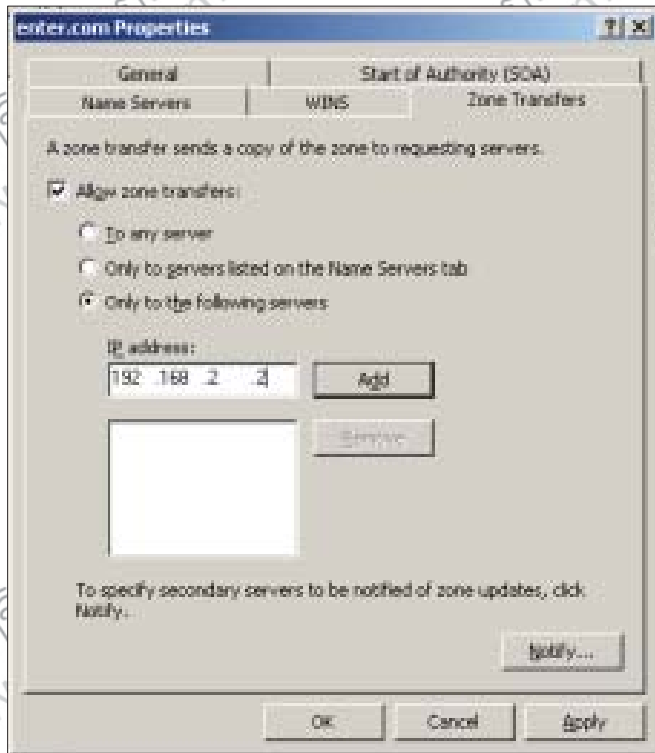 enter.com Properties
General
Start of Authority (SOA)
Name Servers
WINS
Zone Transfers
A zone transfer sends a copy of the zone to requesting servers.
Allow zone transfers:
To any server
Only to servers listed on the Name Servers tab
Only to the following servers
IP address:
192 .168 .2 .2
Add
Remove
To specify secondary servers to be notified of zone updates, click
Notify.
Notify...
OK
Cancel
Apply